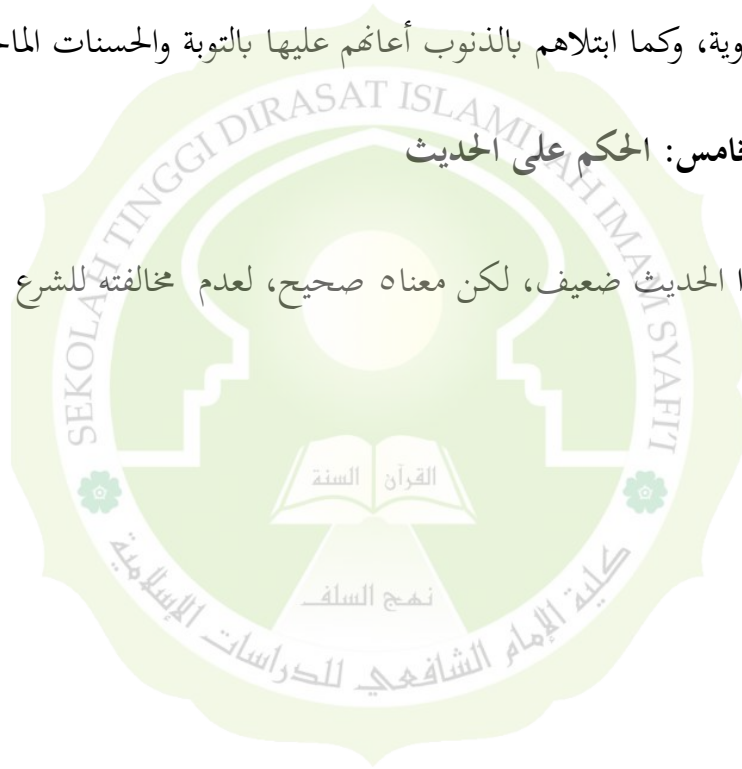 وية، وكما ابتلاهم بالذنوب أعانهم عليها بالتوبة والحسنات
امس: الحكم على الحديث
ا الحديث ضعيف، لكن معناه صحيح، لعدم مخالفته للشرع
SEKOLAH TINGGI DIRASAT ISLAMIYAH IMAM SYAFI'I
القرآن السنة
نهج السلف
كلية الإمام الشافعي للدراسات الإسلامية